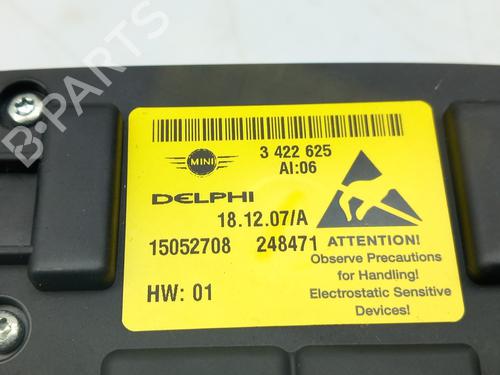 B-PARTS
3 422 625
MINI
AI:06
DELPHI
18.12.07/A
15052708 248471
HW: 01
ATTENTION!
Observe Precautions
for Handling!
Electrostatic Sensitive
Devices!